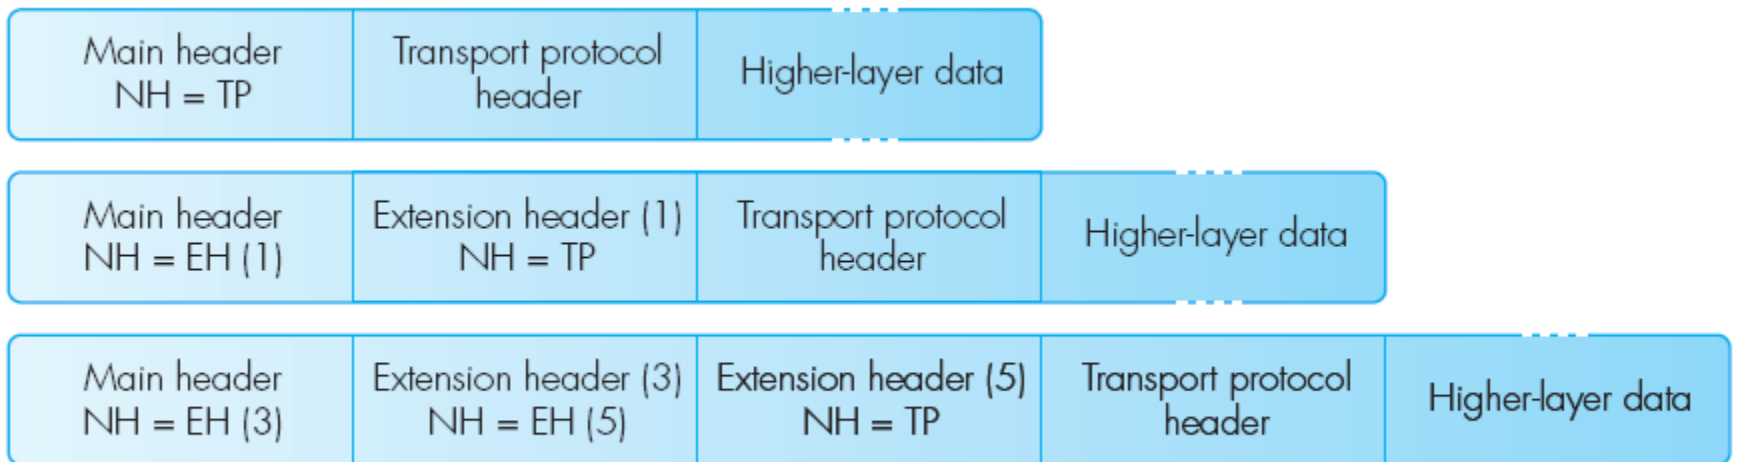 Main header
NH = TP
Transport protocol
header
Higher-layer data
Main header
NH = EH (1)
Extension header (1)
NH = TP
Transport protocol
header
Higher-layer data
Main header
NH = EH (3)
Extension header (3)
NH = EH (5)
Extension header (5)
NH = TP
Transport protocol
header
Higher-layer data